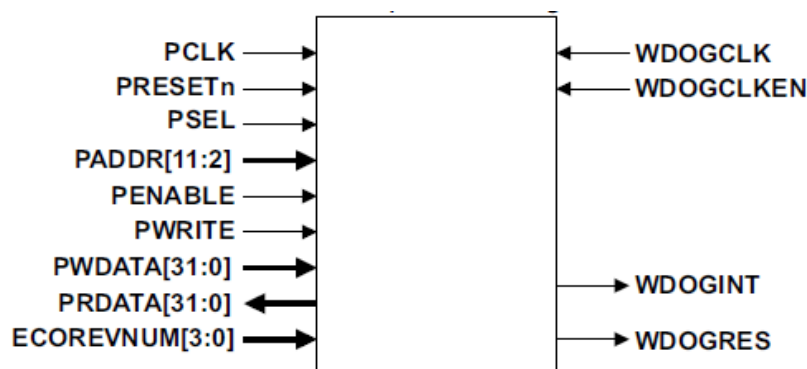 PCLK
PRESETn
PSEL
PADDR[11:2]
PENABLE
PWRITE
PWDATA[31:0]
PRDATA[31:0]
ECOREVNUM[3:0]
WDOGCLK
WDOGCLKEN
WDOGINT
WDOGRES